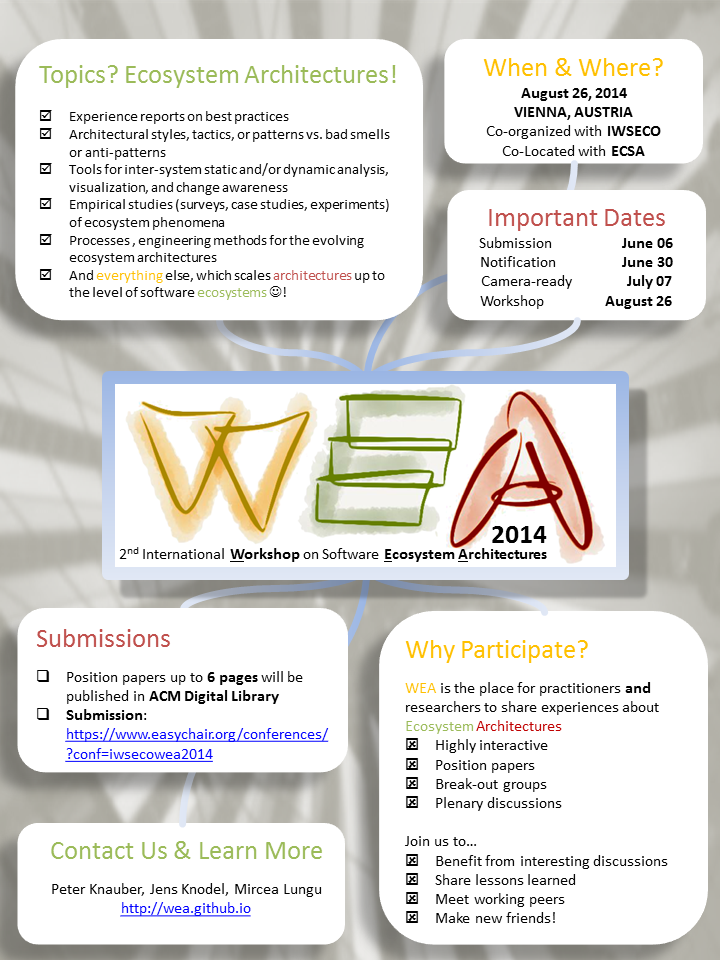 Topics? Ecosystem Architectures!
☑ Experience reports on best practices
☑ Architectural styles, tactics, or patterns vs. bad smells
or anti-patterns
☑ Tools for inter-system static and/or dynamic analysis,
visualization, and change awareness
☑ Empirical studies (surveys, case studies, experiments)
of ecosystem phenomena
☑ Processes , engineering methods for the evolving
ecosystem architectures
☑ And everything else, which scales architectures up to
the level of software ecosystems ☺!
When & Where?
August 26, 2014
VIENNA, AUSTRIA
Co-organized with IWSECO
Co-Located with ECSA
Important Dates
Submission June 06
Notification June 30
Camera-ready July 07
Workshop August 26
WEA
2014
2nd International Workshop on Software Ecosystem Architectures
Submissions
❑ Position papers up to 6 pages will be
published in ACM Digital Library
❑ Submission:
https://www.easychair.org/conferences/
?conf=iwsecowea2014
Contact Us & Learn More
Peter Knauber, Jens Knodel, Mircea Lungu
http://wea.github.io
Why Participate?
WEA is the place for practitioners and
researchers to share experiences about
Ecosystem Architectures
☒ Highly interactive
☒ Position papers
☒ Break-out groups
☒ Plenary discussions
Join us to…
☒ Benefit from interesting discussions
☒ Share lessons learned
☒ Meet working peers
☒ Make new friends!